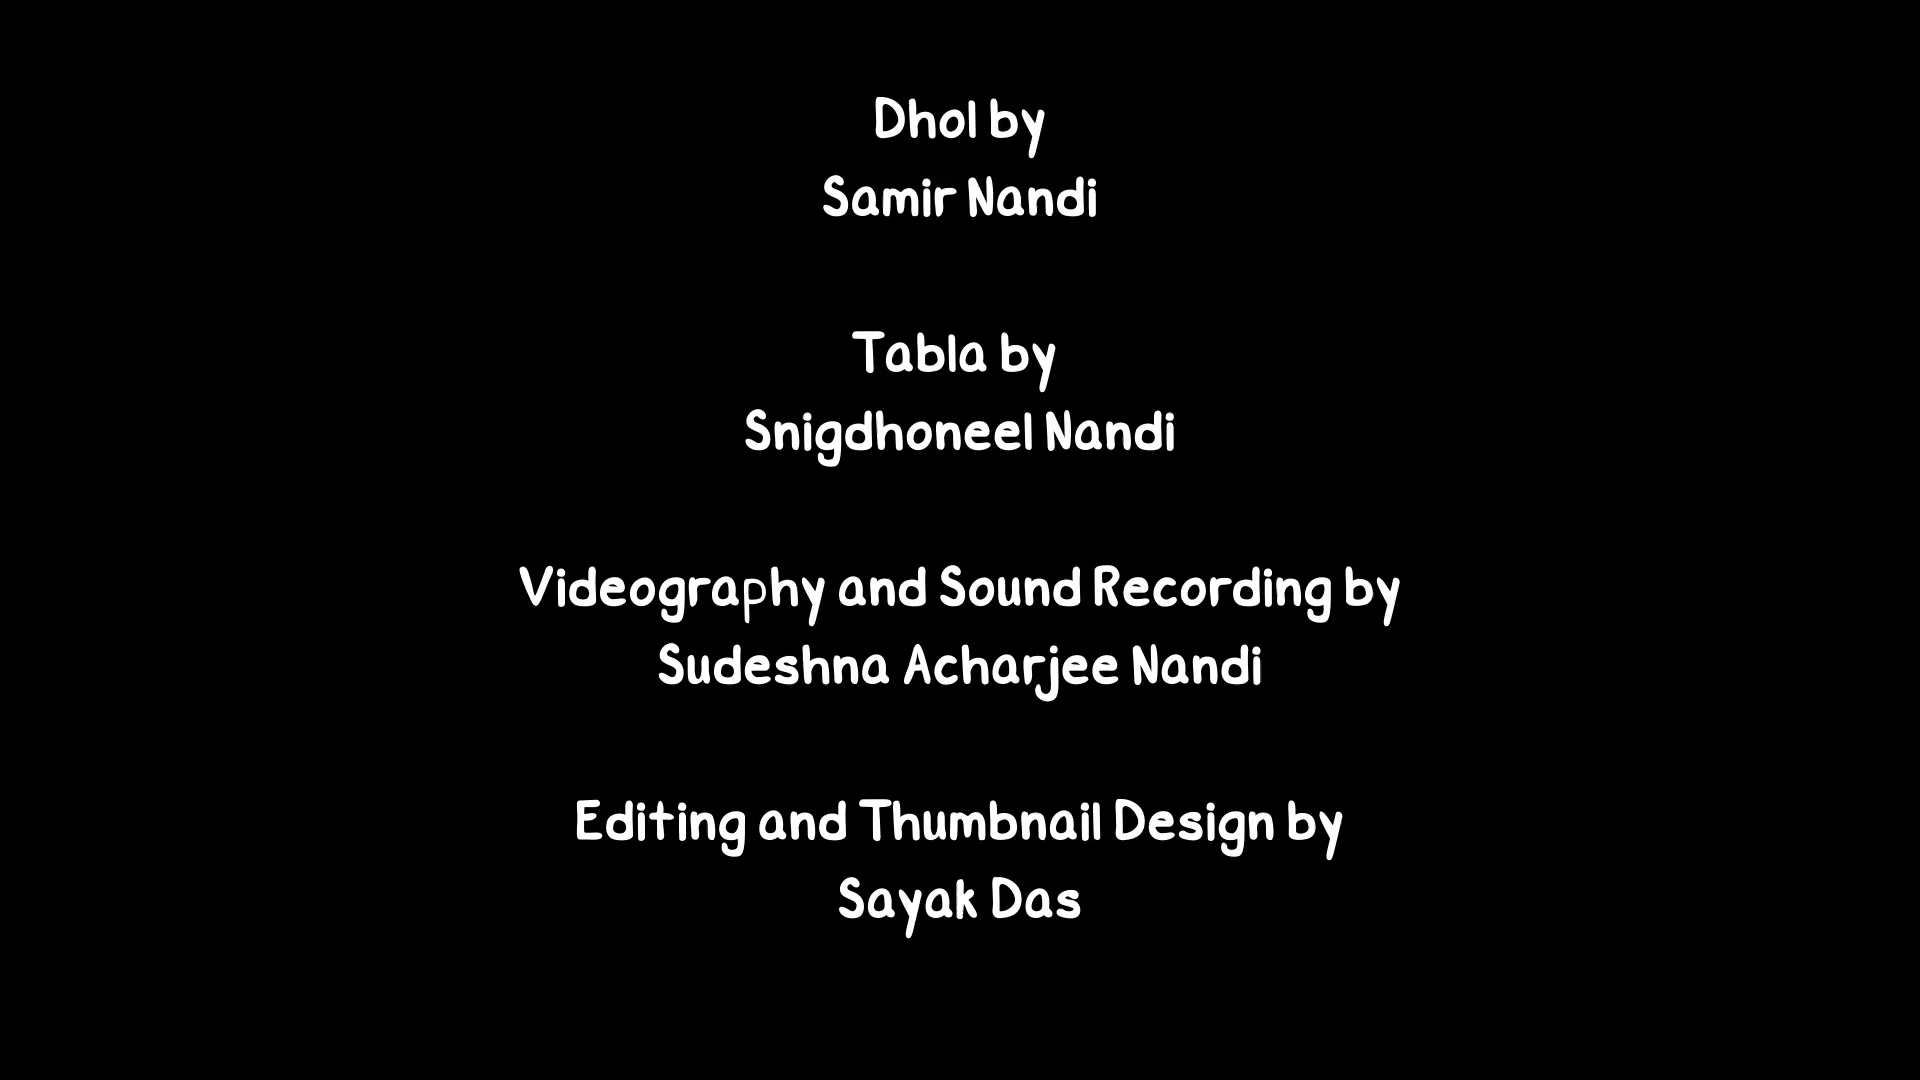 Dhol by
Samir Nandi
Tabla by
Snigdhoneel Nandi
Videography and Sound Recording by
Sudeshna Acharjee Nandi
Editing and Thumbnail Design by
Sayak Das